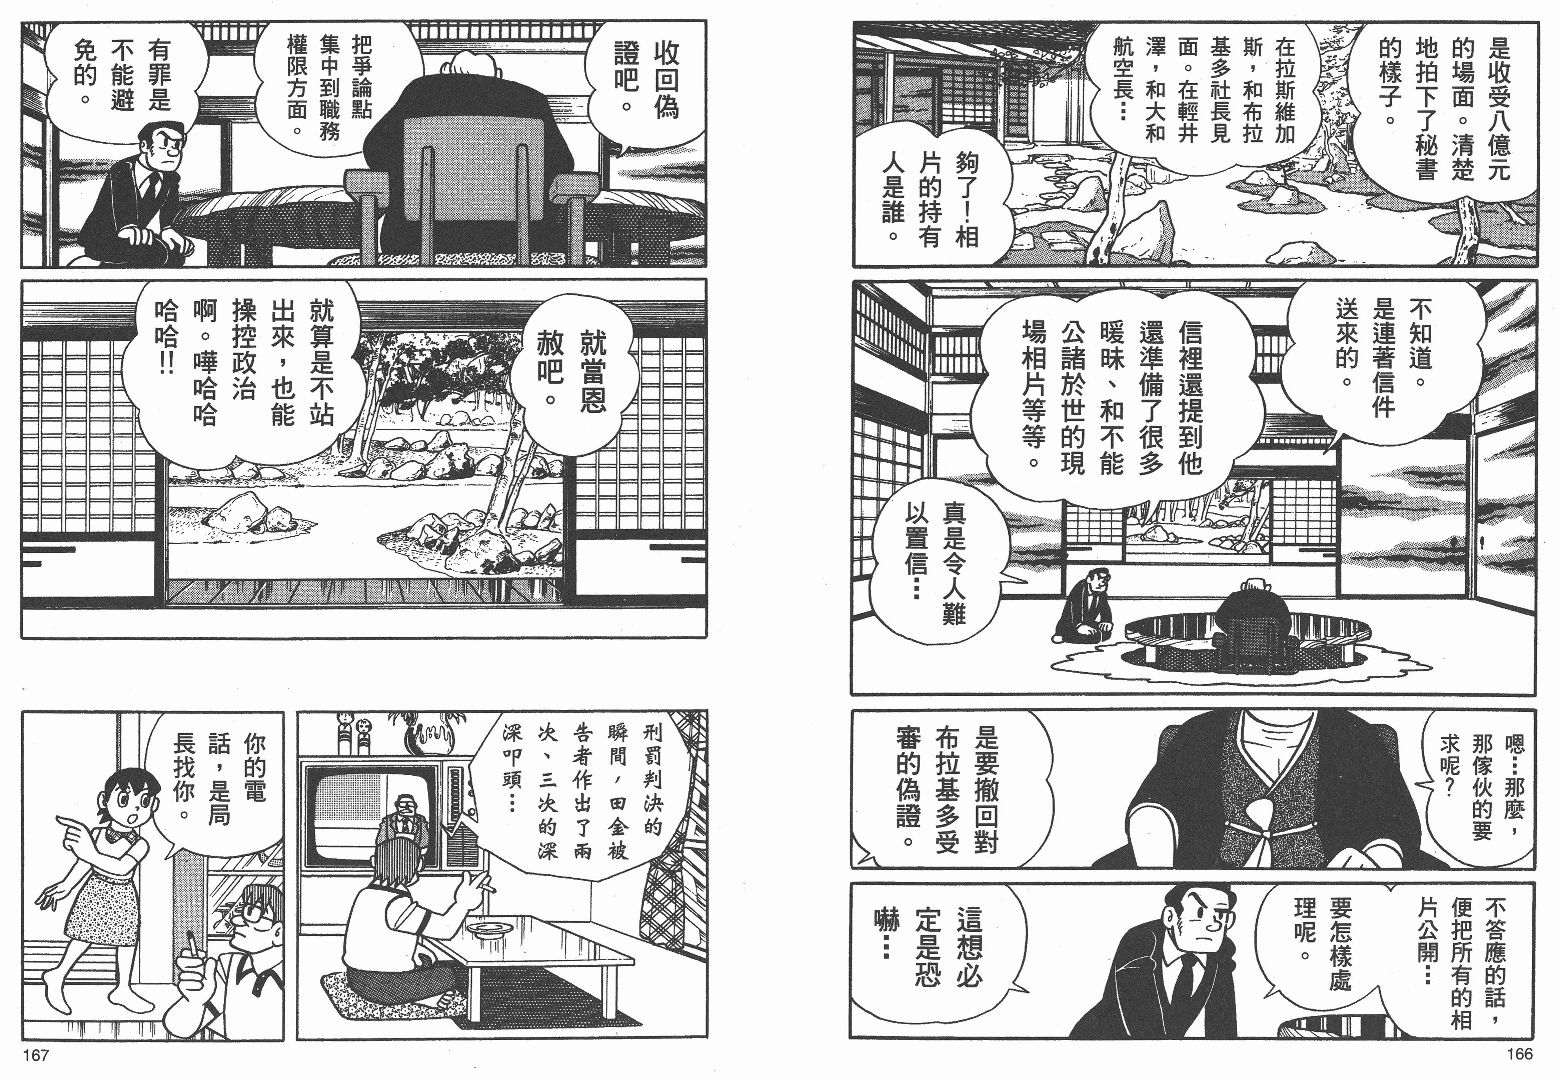 是收受八億元
的場面。清楚
地拍下了秘書
的樣子。
在拉斯維加
斯，和布拉
基多社長見
面。在輕井
澤，和大和
航空長…
夠了！相
片的持有
人是誰。
不知道。
是連著信件
送來的。
信裡還提到他
還準備了很多
曖昧、和不能
公諸於世的現
場相片等等。
真是令人難
以置信…
嗯…那麼，
那傢伙的要
求呢？
是要撤回對
布拉基多受
審的偽證。
不答應的話，
便把所有的相
片公開…
要怎樣處
理呢。
這想必
定是恐
嚇…
166
收回偽
證吧。
把爭論點
集中到職務
權限方面。
有罪是
不能避
免的。
就當恩
赦吧。
就算是不站
出來，也能
操控政治
啊。嘩哈哈
哈哈!!
刑罰判決的
瞬間，田金被
告者作出了兩
次、三次的深
深叩頭…
你的電
話，是局
長找你。
167